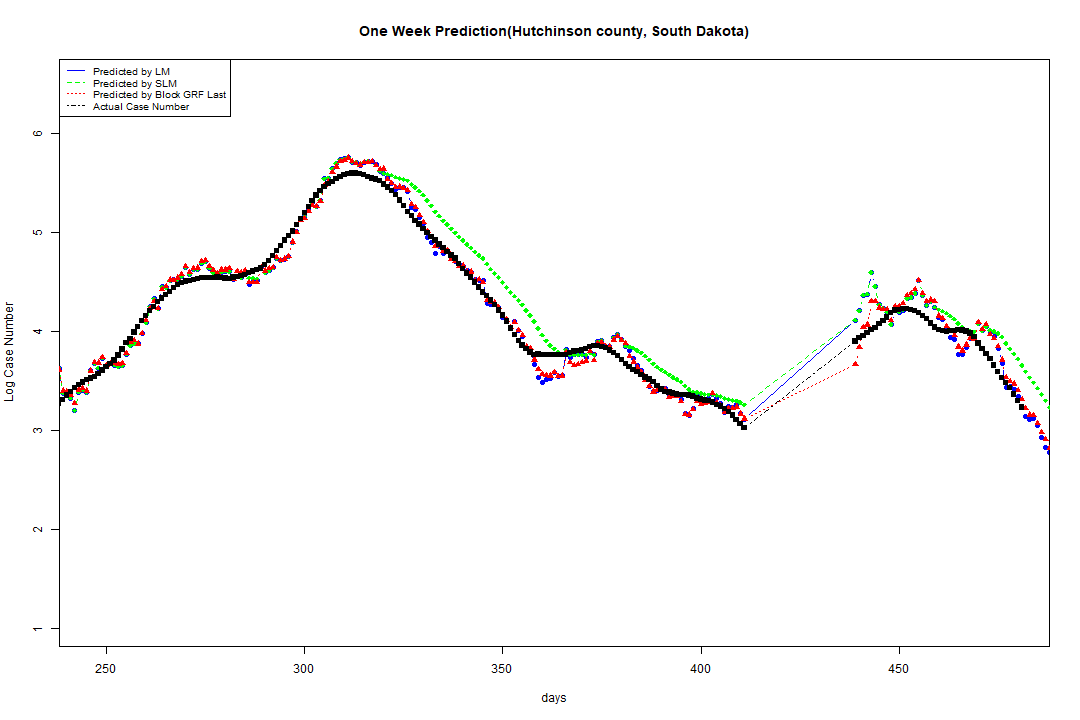 One Week Prediction(Hutchinson county, South Dakota)
Predicted by LM
Predicted by SLM
Predicted by Block GRF Last
Actual Case Number
6
5
4
3
2
1
Log Case Number
250
300
350
400
450
days